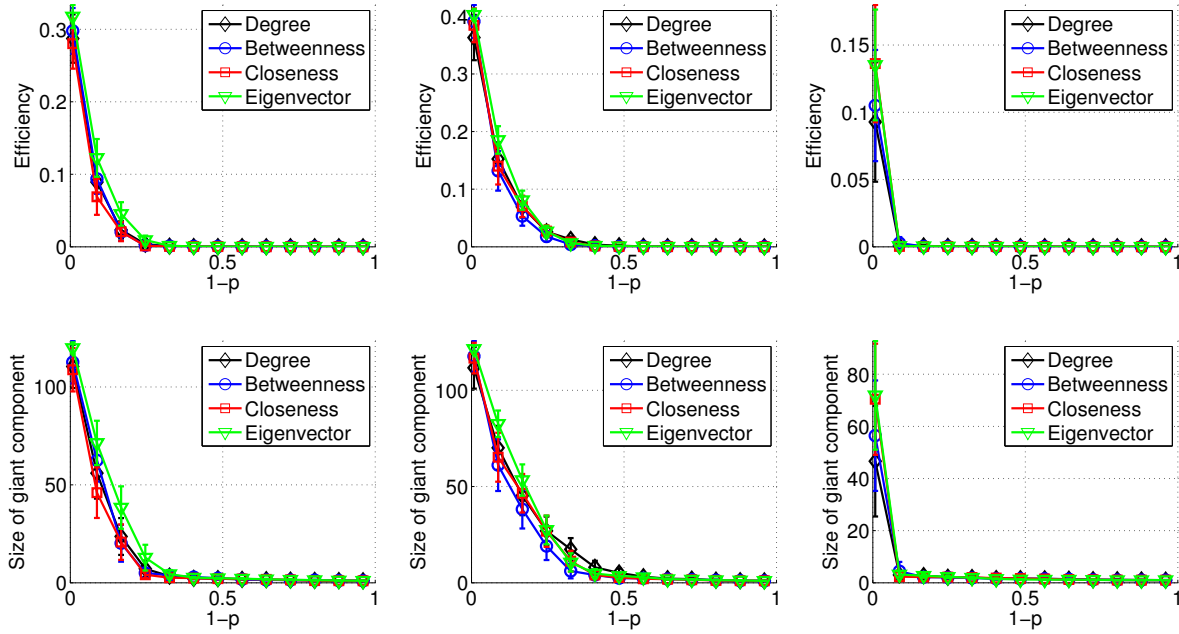 Efficiency
0.3
0.2
0.1
0
0
0.5
1
1−p
Degree
Betweenness
Closeness
Eigenvector
Efficiency
0.4
0.3
0.2
0.1
0
0
0.5
1
1−p
Degree
Betweenness
Closeness
Eigenvector
Efficiency
0.15
0.1
0.05
0
0
0.5
1
1−p
Degree
Betweenness
Closeness
Eigenvector
Size of giant component
100
50
0
0
0.5
1
1−p
Degree
Betweenness
Closeness
Eigenvector
Size of giant component
100
50
0
0
0.5
1
1−p
Degree
Betweenness
Closeness
Eigenvector
Size of giant component
80
60
40
20
0
0
0.5
1
1−p
Degree
Betweenness
Closeness
Eigenvector